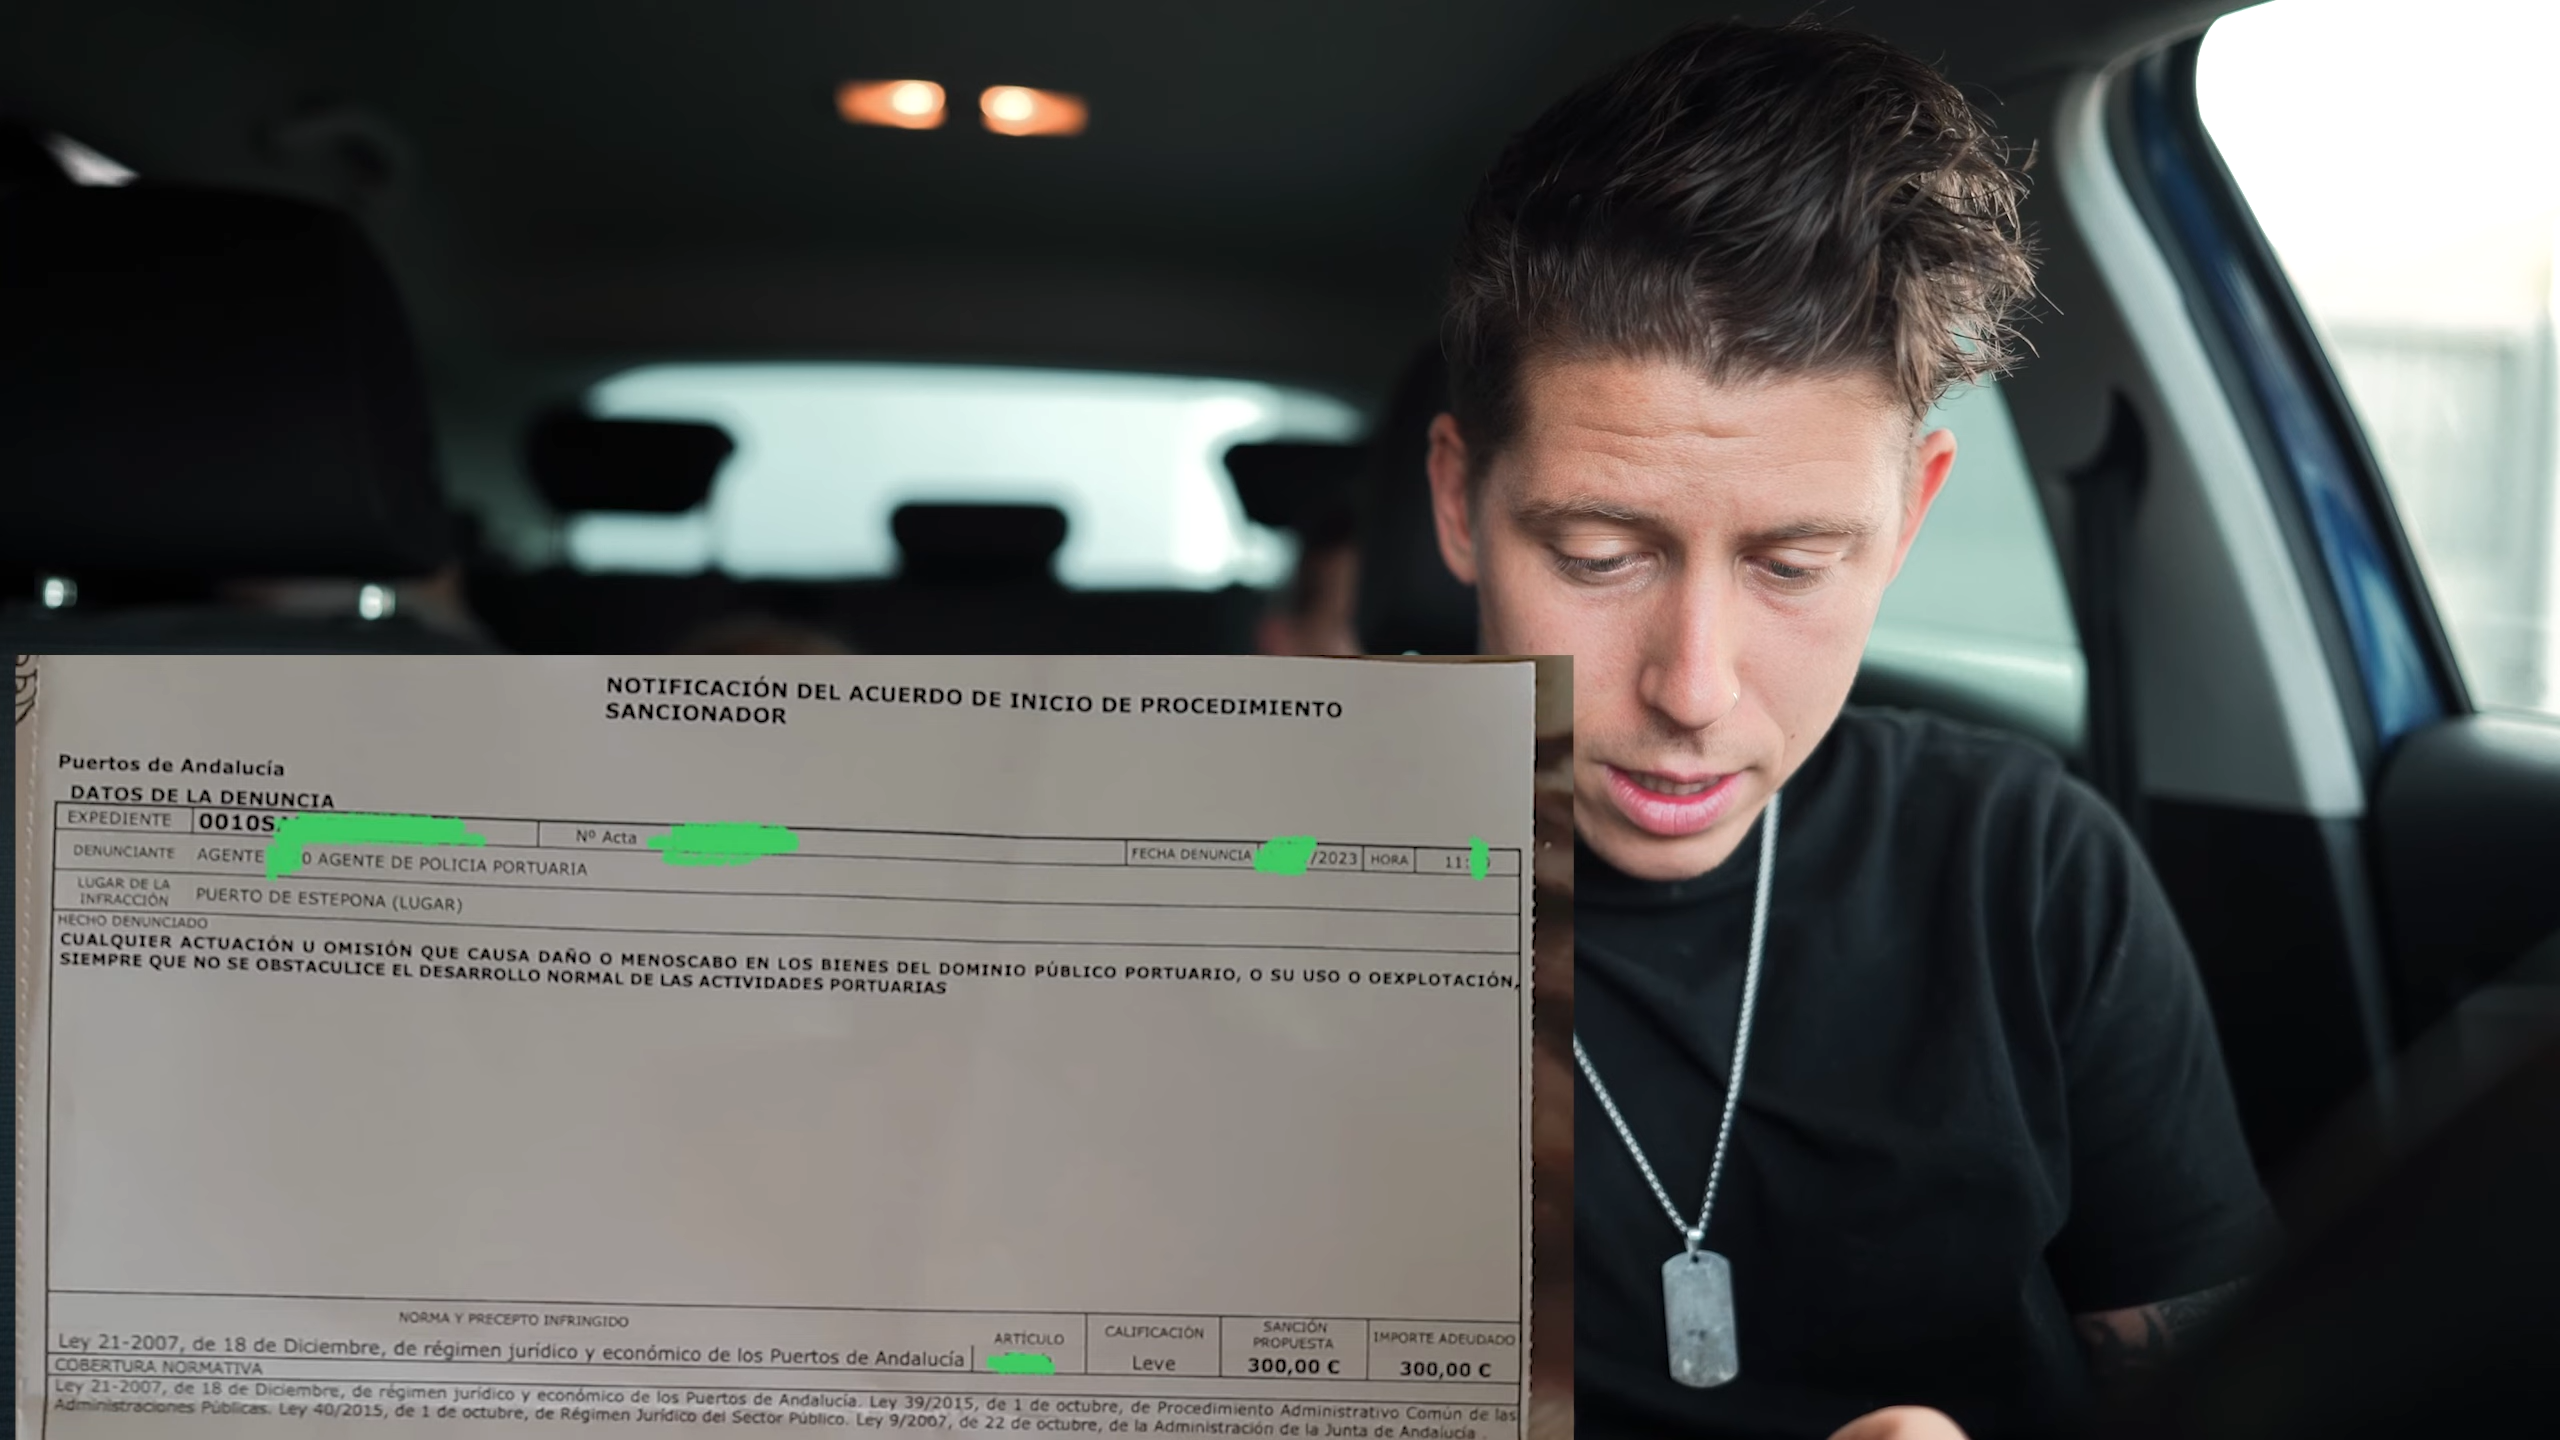 NOTIFICACIÓN DEL ACUERDO DE INICIO DE PROCEDIMIENTO
SANCIONADOR
Puertos de Andalucía
DATOS DE LA DENUNCIA
EXPEDIENTE 0010S
Nº Acta
DENUNCIANTE AGENTE 0 AGENTE DE POLICIA PORTUARIA
FECHA DENUNCIA /2023 HORA 11:
LUGAR DE LA
INFRACCIÓN
PUERTO DE ESTEPONA (LUGAR)
HECHO DENUNCIADO
CUALQUIER ACTUACIÓN U OMISIÓN QUE CAUSA DAÑO O MENOSCABO EN LOS BIENES DEL DOMINIO PÚBLICO PORTUARIO, O SU USO O OEXPLOTACIÓN,
SIEMPRE QUE NO SE OBSTACULICE EL DESARROLLO NORMAL DE LAS ACTIVIDADES PORTUARIAS
NORMA Y PRECEPTO INFRINGIDO
Ley 21-2007, de 18 de Diciembre, de régimen jurídico y económico de los Puertos de Andalucía
ARTÍCULO
CALIFICACIÓN
Leve
SANCIÓN
PROPUESTA
300,00 €
IMPORTE ADEUDADO
300,00 €
COBERTURA NORMATIVA
Ley 21-2007, de 18 de Diciembre, de régimen jurídico y económico de los Puertos de Andalucía. Ley 39/2015, de 1 de octubre, de Procedimiento Administrativo Común de las
Administraciones Públicas. Ley 40/2015, de 1 de octubre, de Régimen Jurídico del Sector Público. Ley 9/2007, de 22 de octubre, de la Administración de la Junta de Andalucía .